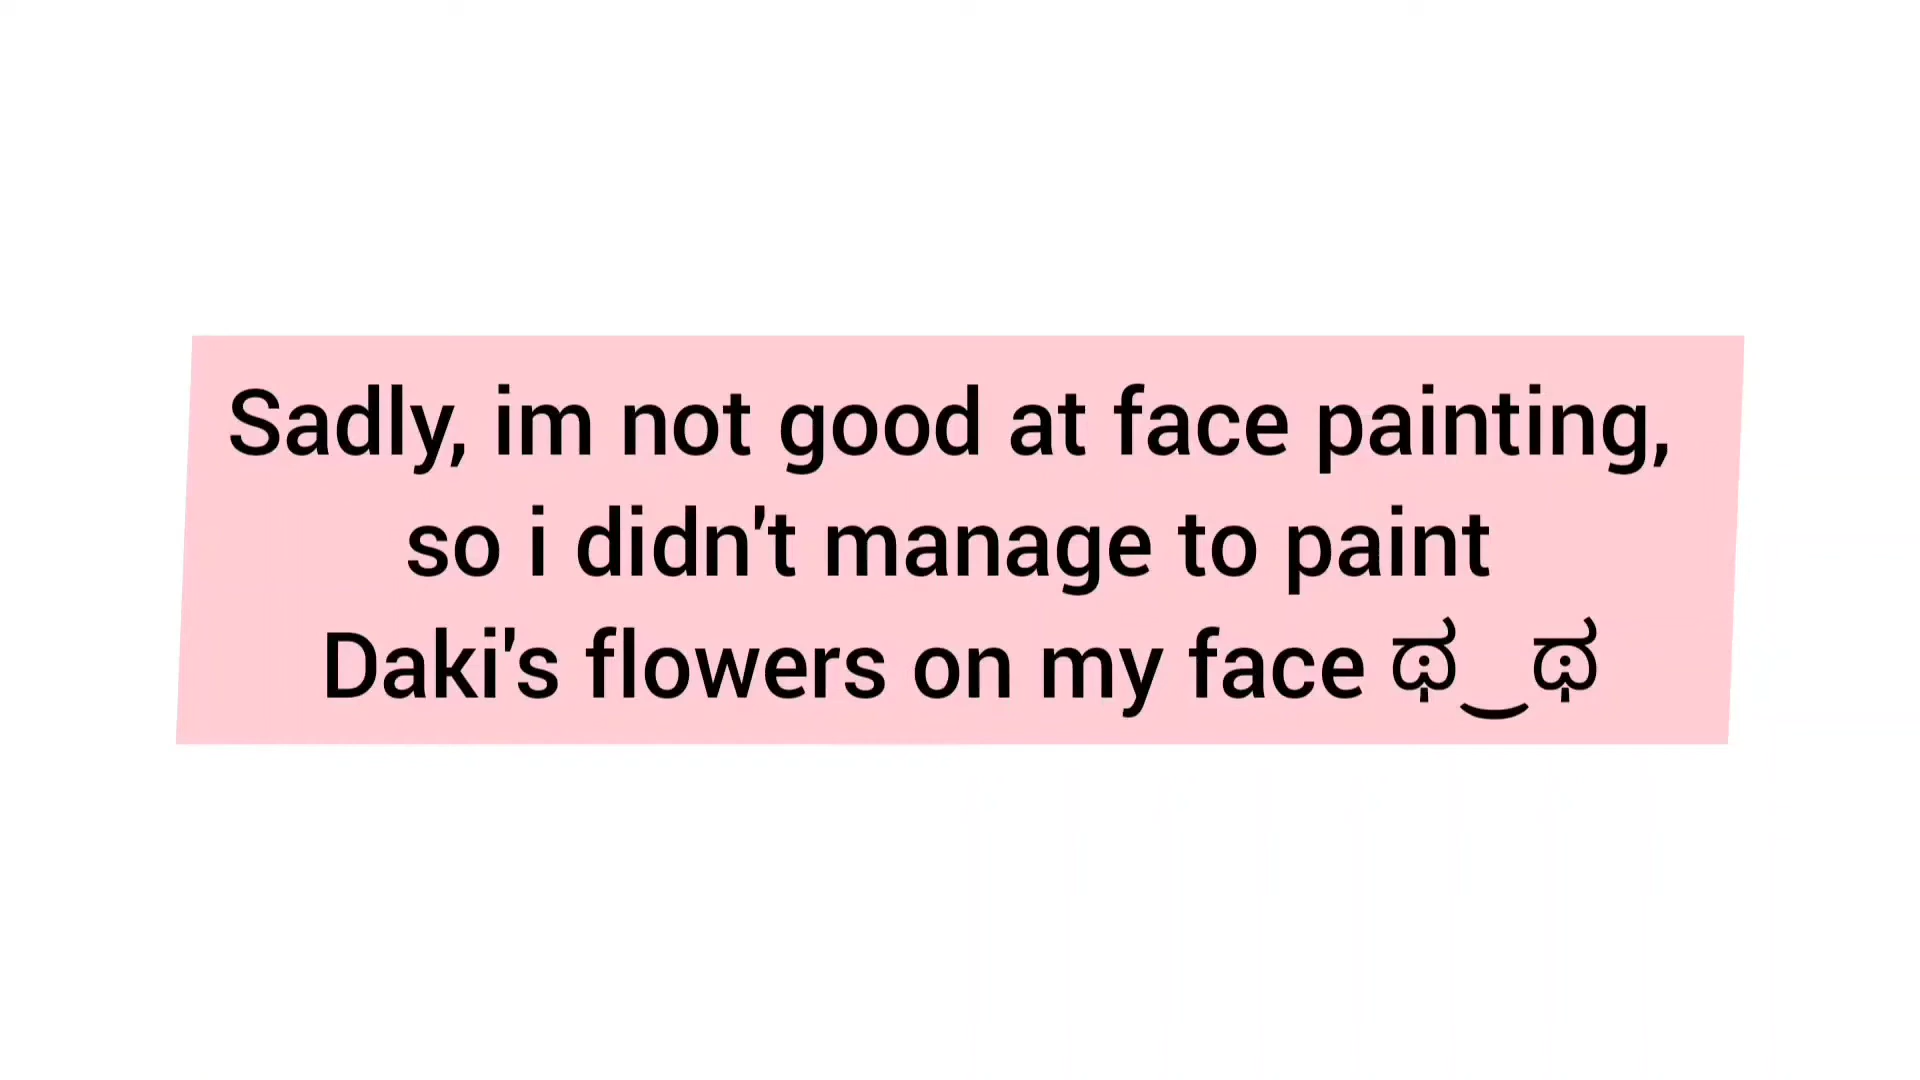 Sadly, im not good at face painting,
so i didn't manage to paint
Daki's flowers on my face ಥ‿ಥ